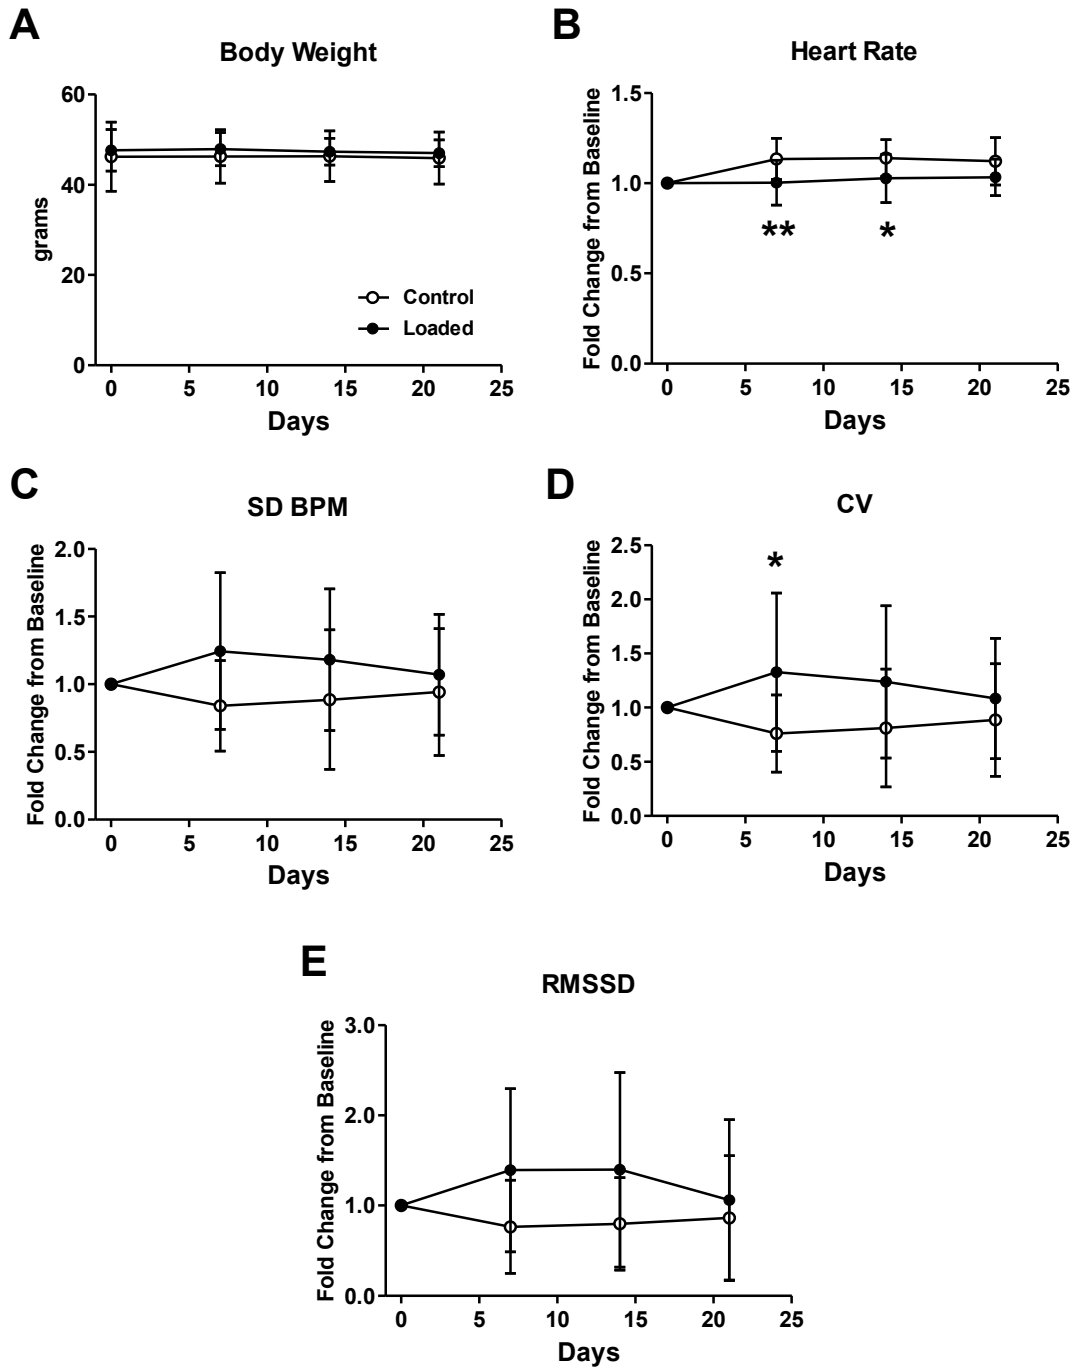 A
Body Weight
60
40
20
0
grams
Control
Loaded
0 5 10 15 20 25
Days
B
Heart Rate
1.5
1.0
0.5
0.0
Fold Change from Baseline
** *
0 5 10 15 20 25
Days
C
SD BPM
2.0
1.5
1.0
0.5
0.0
Fold Change from Baseline
0 5 10 15 20 25
Days
D
CV
2.5
2.0
1.5
1.0
0.5
0.0
Fold Change from Baseline
*
0 5 10 15 20 25
Days
E
RMSSD
3.0
2.0
1.0
0.0
Fold Change from Baseline
0 5 10 15 20 25
Days